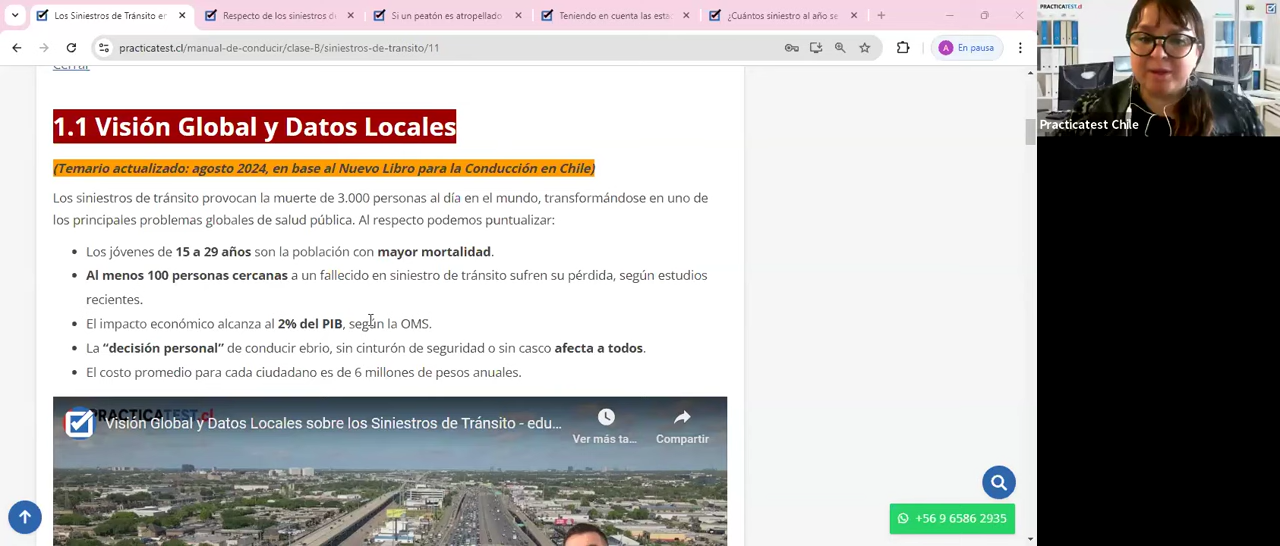 Los Siniestros de Tránsito en
Respecto de los siniestros d
Si un peatón es atropellado
Teniendo en cuenta las esta
¿Cuántos siniestro al año se
practicatest.cl/manual-de-conducir/clase-B/siniestros-de-transito/11
A
En pausa
Cerrar
1.1 Visión Global y Datos Locales
(Temario actualizado: agosto 2024, en base al Nuevo Libro para la Conducción en Chile)
Los siniestros de tránsito provocan la muerte de 3.000 personas al día en el mundo, transformándose en uno de
los principales problemas globales de salud pública. Al respecto podemos puntualizar:
• Los jóvenes de 15 a 29 años son la población con mayor mortalidad.
• Al menos 100 personas cercanas a un fallecido en siniestro de tránsito sufren su pérdida, según estudios
recientes.
• El impacto económico alcanza al 2% del PIB, según la OMS.
• La “decisión personal” de conducir ebrio, sin cinturón de seguridad o sin casco afecta a todos.
• El costo promedio para cada ciudadano es de 6 millones de pesos anuales.
PRACTICATEST.cl
Visión Global y Datos Locales sobre los Siniestros de Tránsito - edu...
Ver más ta...
Compartir
+56 9 6586 2935
PRACTICATEST.cl
Practicatest Chile